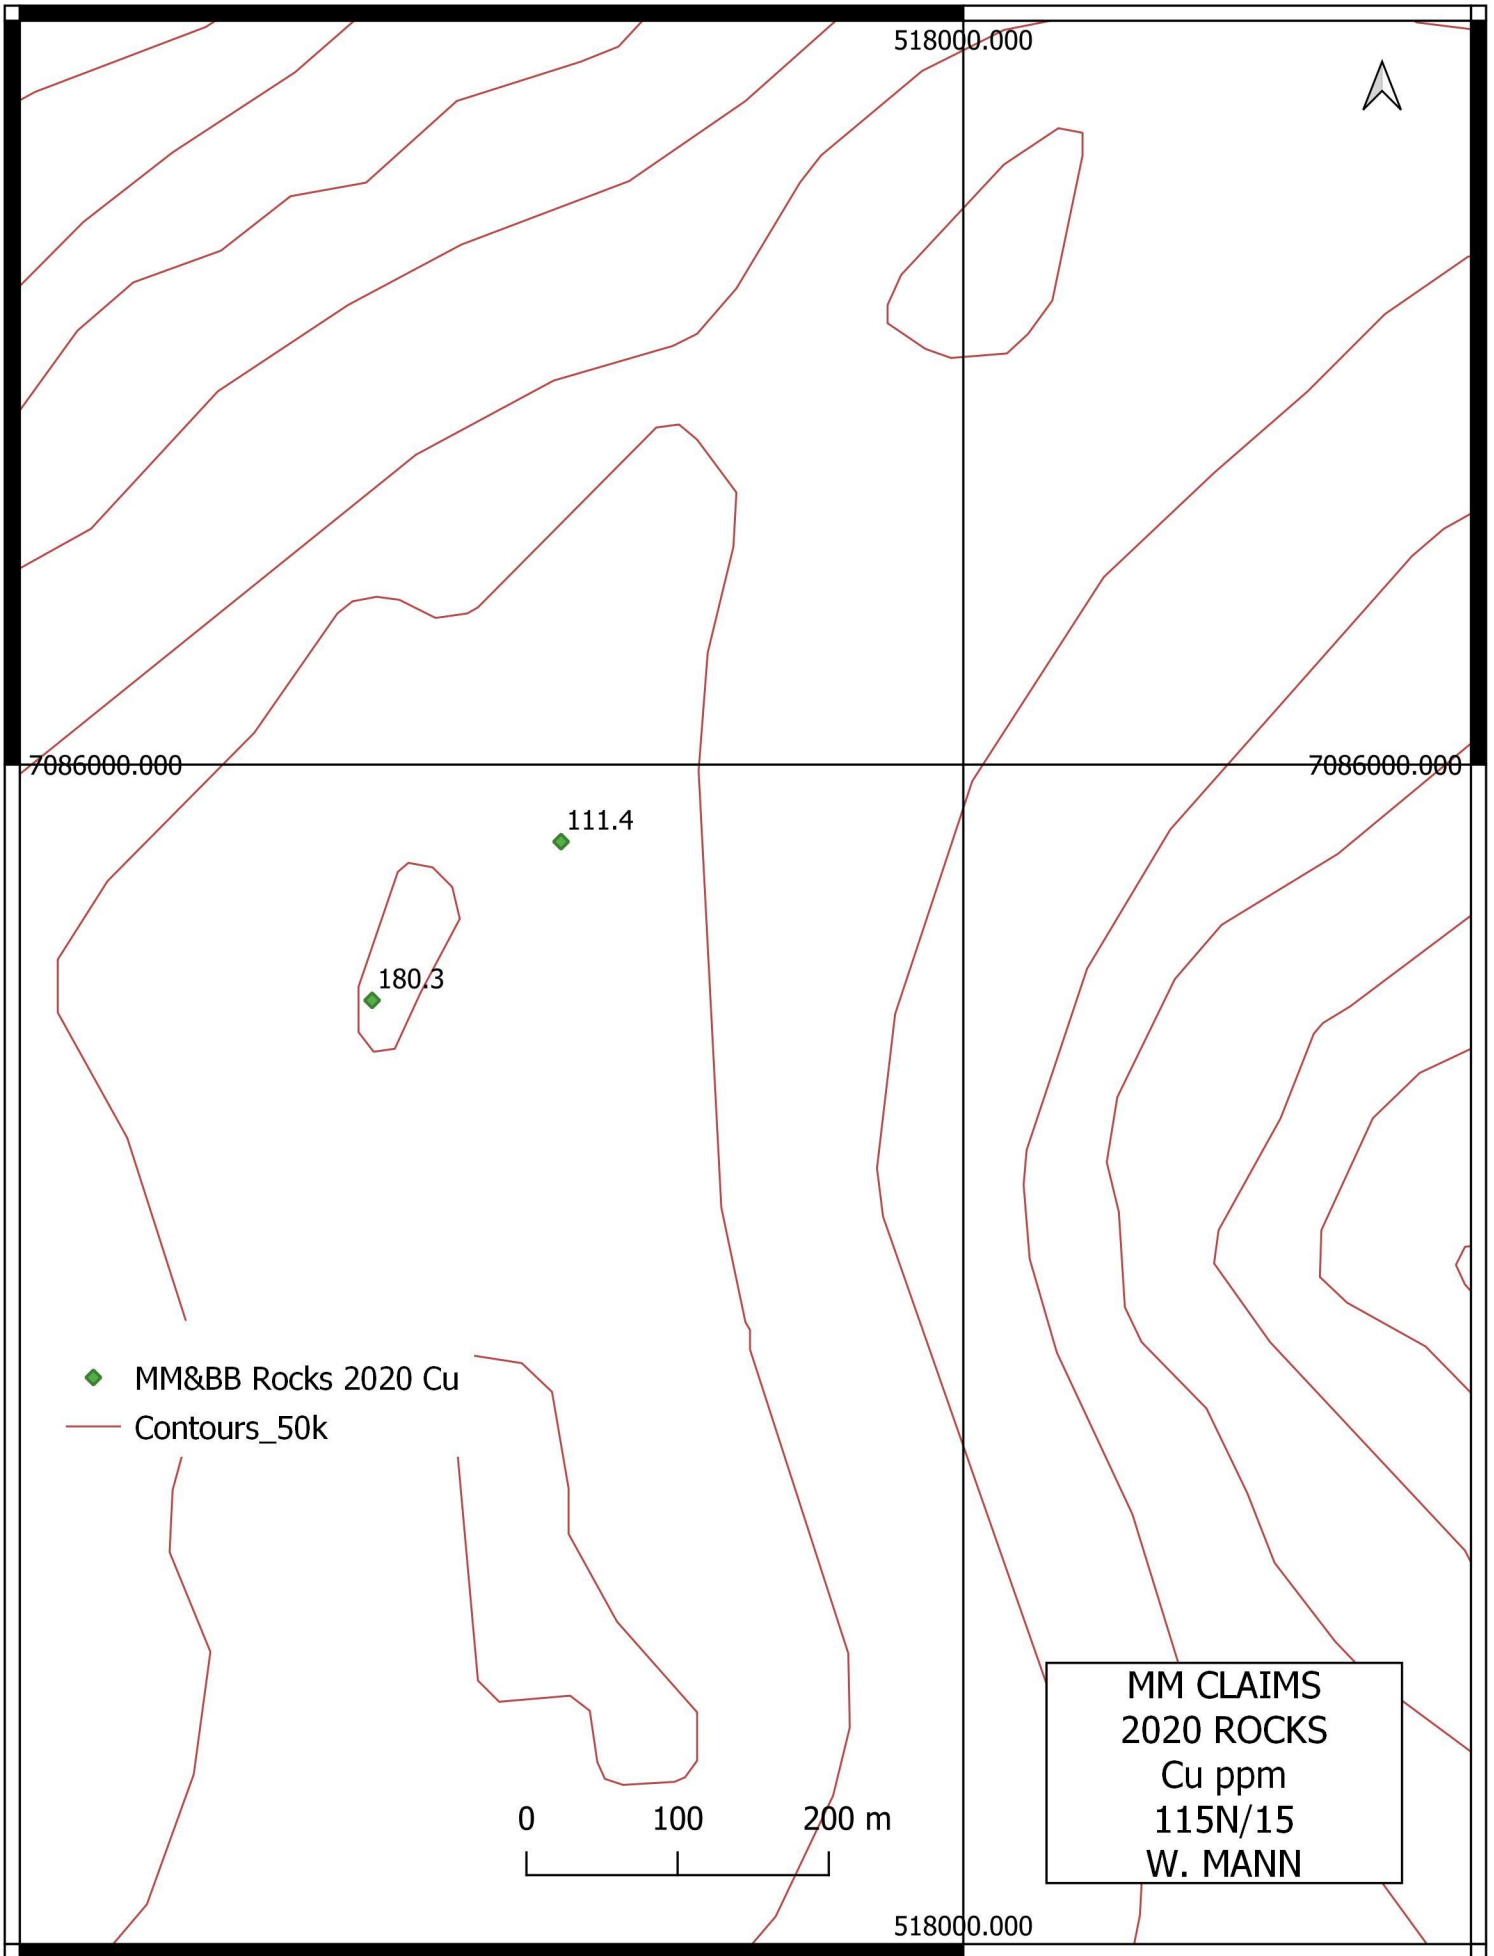 518000.000
7086000.000
7086000.000
111.4
180.3
MM&BB Rocks 2020 Cu
Contours_50k
0 100 200 m
MM CLAIMS
2020 ROCKS
Cu ppm
115N/15
W. MANN
518000.000